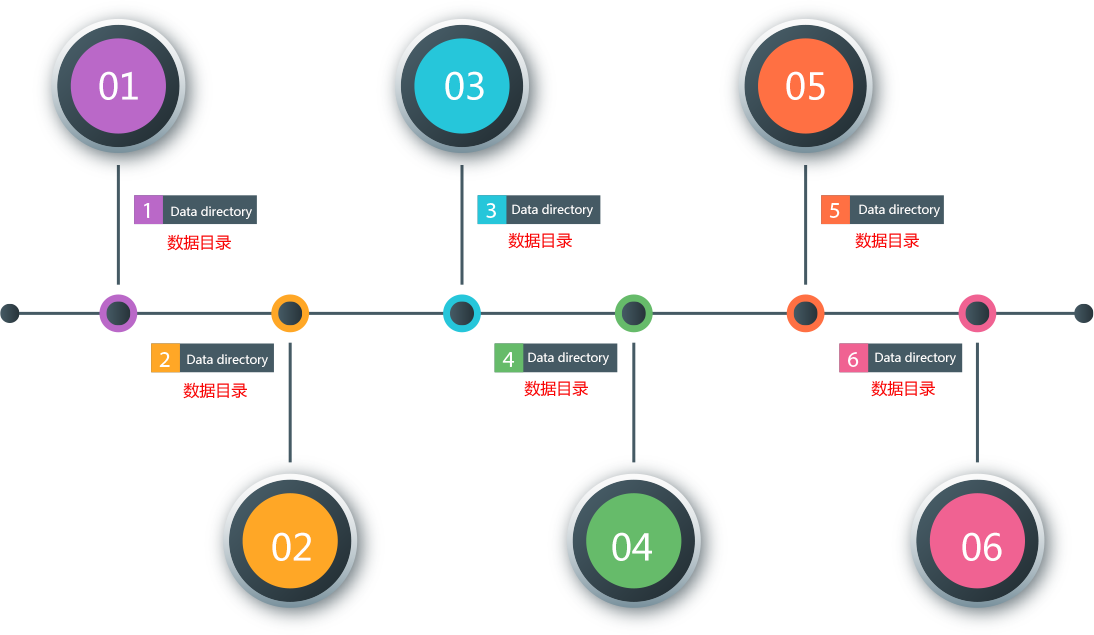 01
03
05
1 Data directory
数据目录
3 Data directory
数据目录
5 Data directory
数据目录
2 Data directory
数据目录
4 Data directory
数据目录
6 Data directory
数据目录
02
04
06